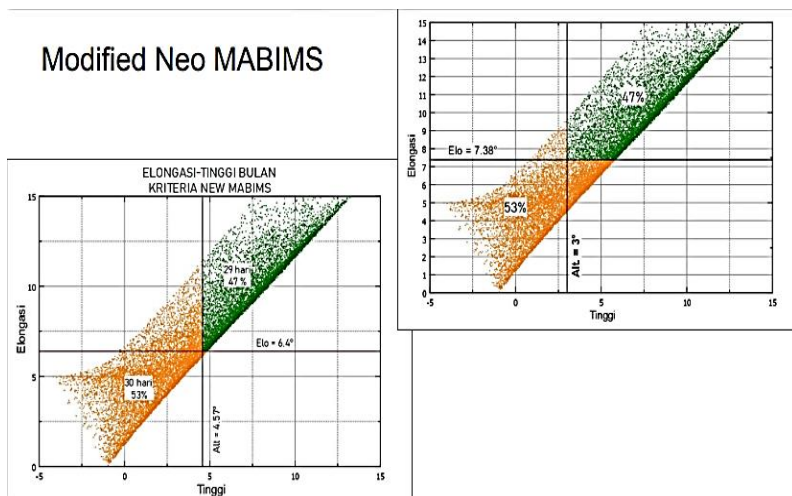 Modified Neo MABIMS
15
14
13
12
11
10
9
8
7
6
5
4
3
2
1
0
Elongasi
47%
Elo = 7.38°
53%
Alt. = 3°
-5
0
5
10
15
Tinggi
ELONGASI-TINGGI BULAN
KRITERIA NEW MABIMS
15
10
5
0
Elongasi
29 hari
47 %
Elo = 6.4°
30 hari
53%
Alt = 4.57°
-5
0
5
10
15
Tinggi